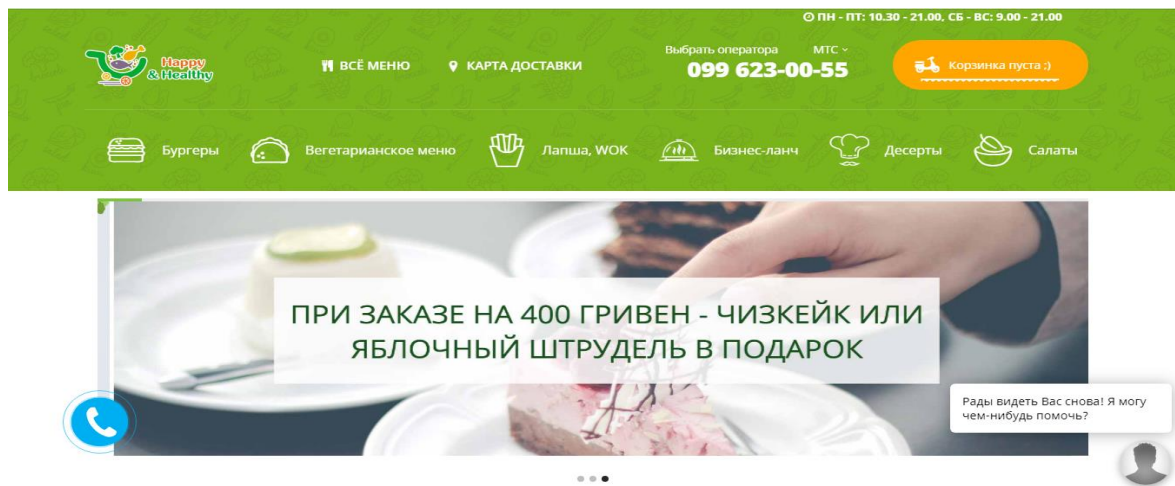 ПН - ПТ: 10.30 - 21.00, СБ - ВС: 9.00 - 21.00
Happy
& Healthy
ВСЁ МЕНЮ
КАРТА ДОСТАВКИ
Выбрать оператора МТС
099 623-00-55
Корзинка пуста ;)
Бургеры
Вегетарианское меню
Лапша, WOK
Бизнес-ланч
Десерты
Салаты
ПРИ ЗАКАЗЕ НА 400 ГРИВЕН - ЧИЗКЕЙК ИЛИ
ЯБЛОЧНЫЙ ШТРУДЕЛЬ В ПОДАРОК
Рады видеть Вас снова! Я могу
чем-нибудь помочь?